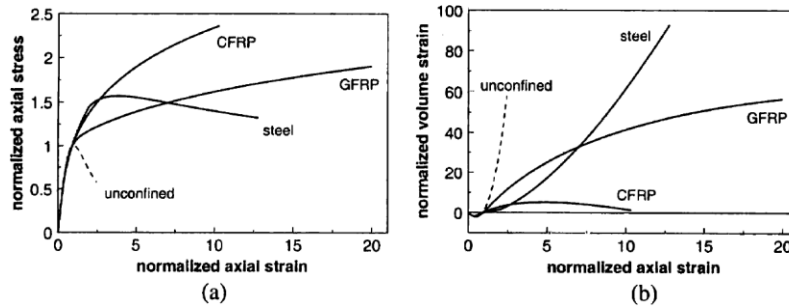 2.5
2
1.5
1
0.5
0
0
5
10
15
20
normalized axial stress
normalized axial strain
CFRP
GFRP
steel
unconfined
(a)
100
80
60
40
20
0
0
5
10
15
20
normalized volume strain
normalized axial strain
steel
unconfined
GFRP
CFRP
(b)